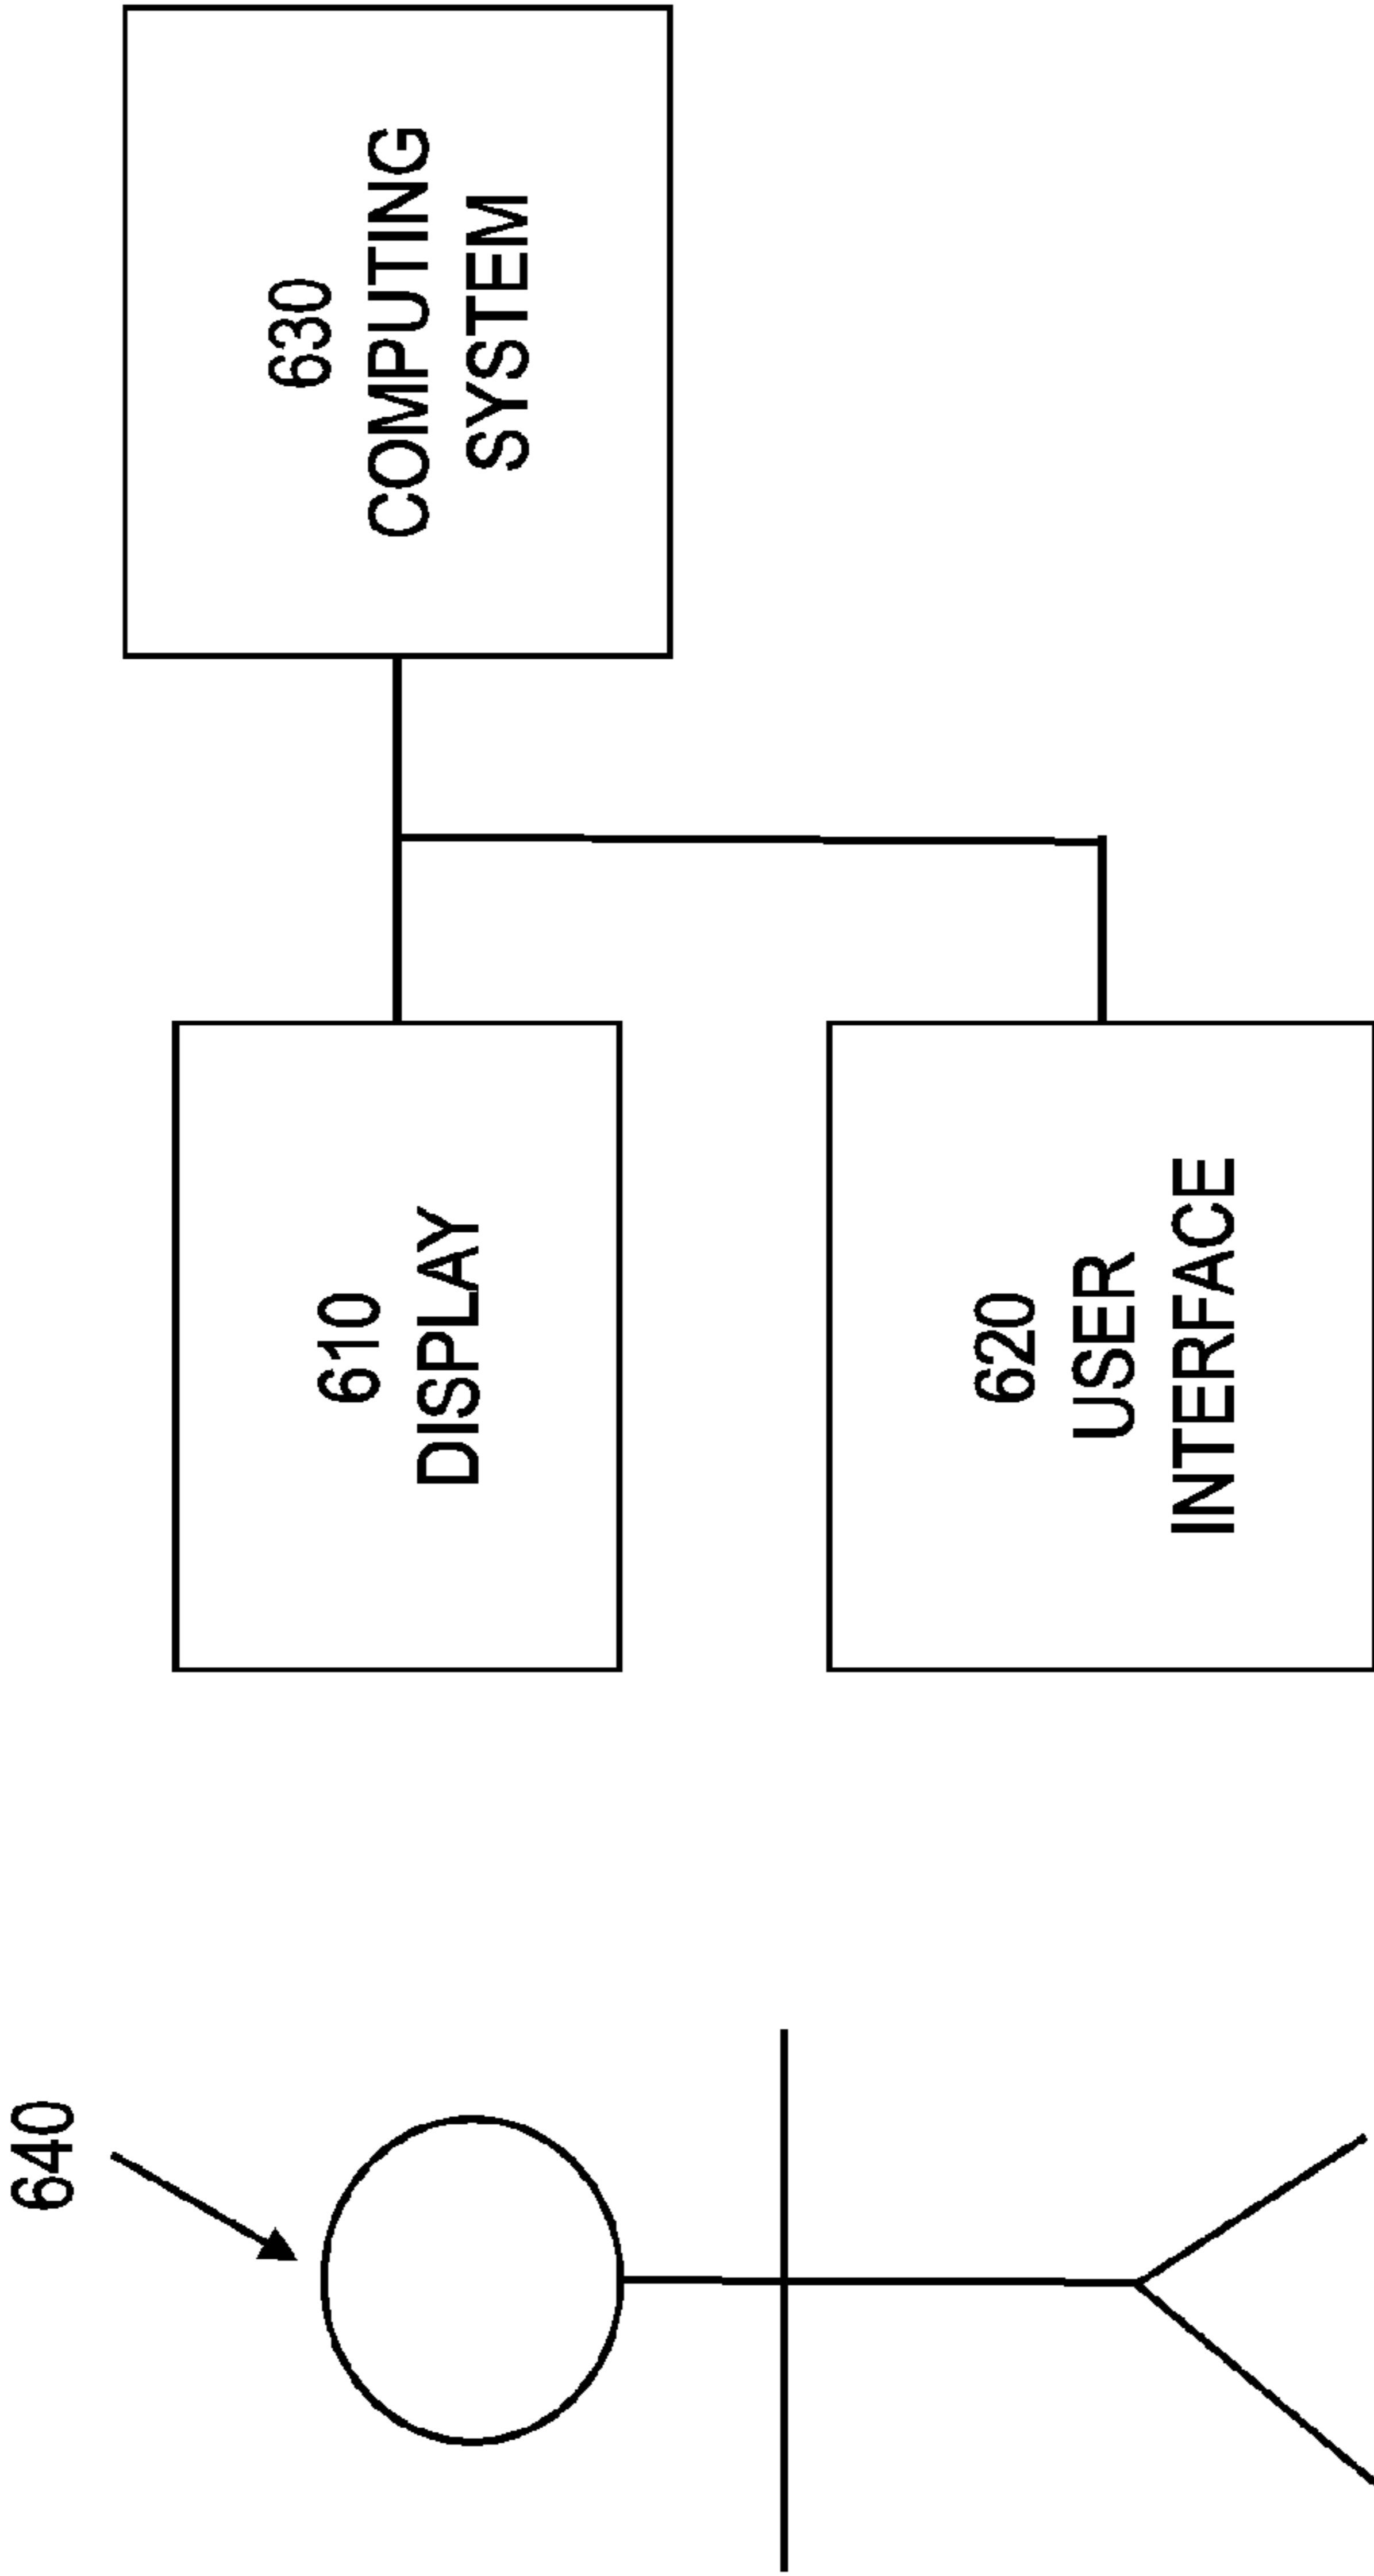 640
610
DISPLAY
620
USER
INTERFACE
630
COMPUTING
SYSTEM